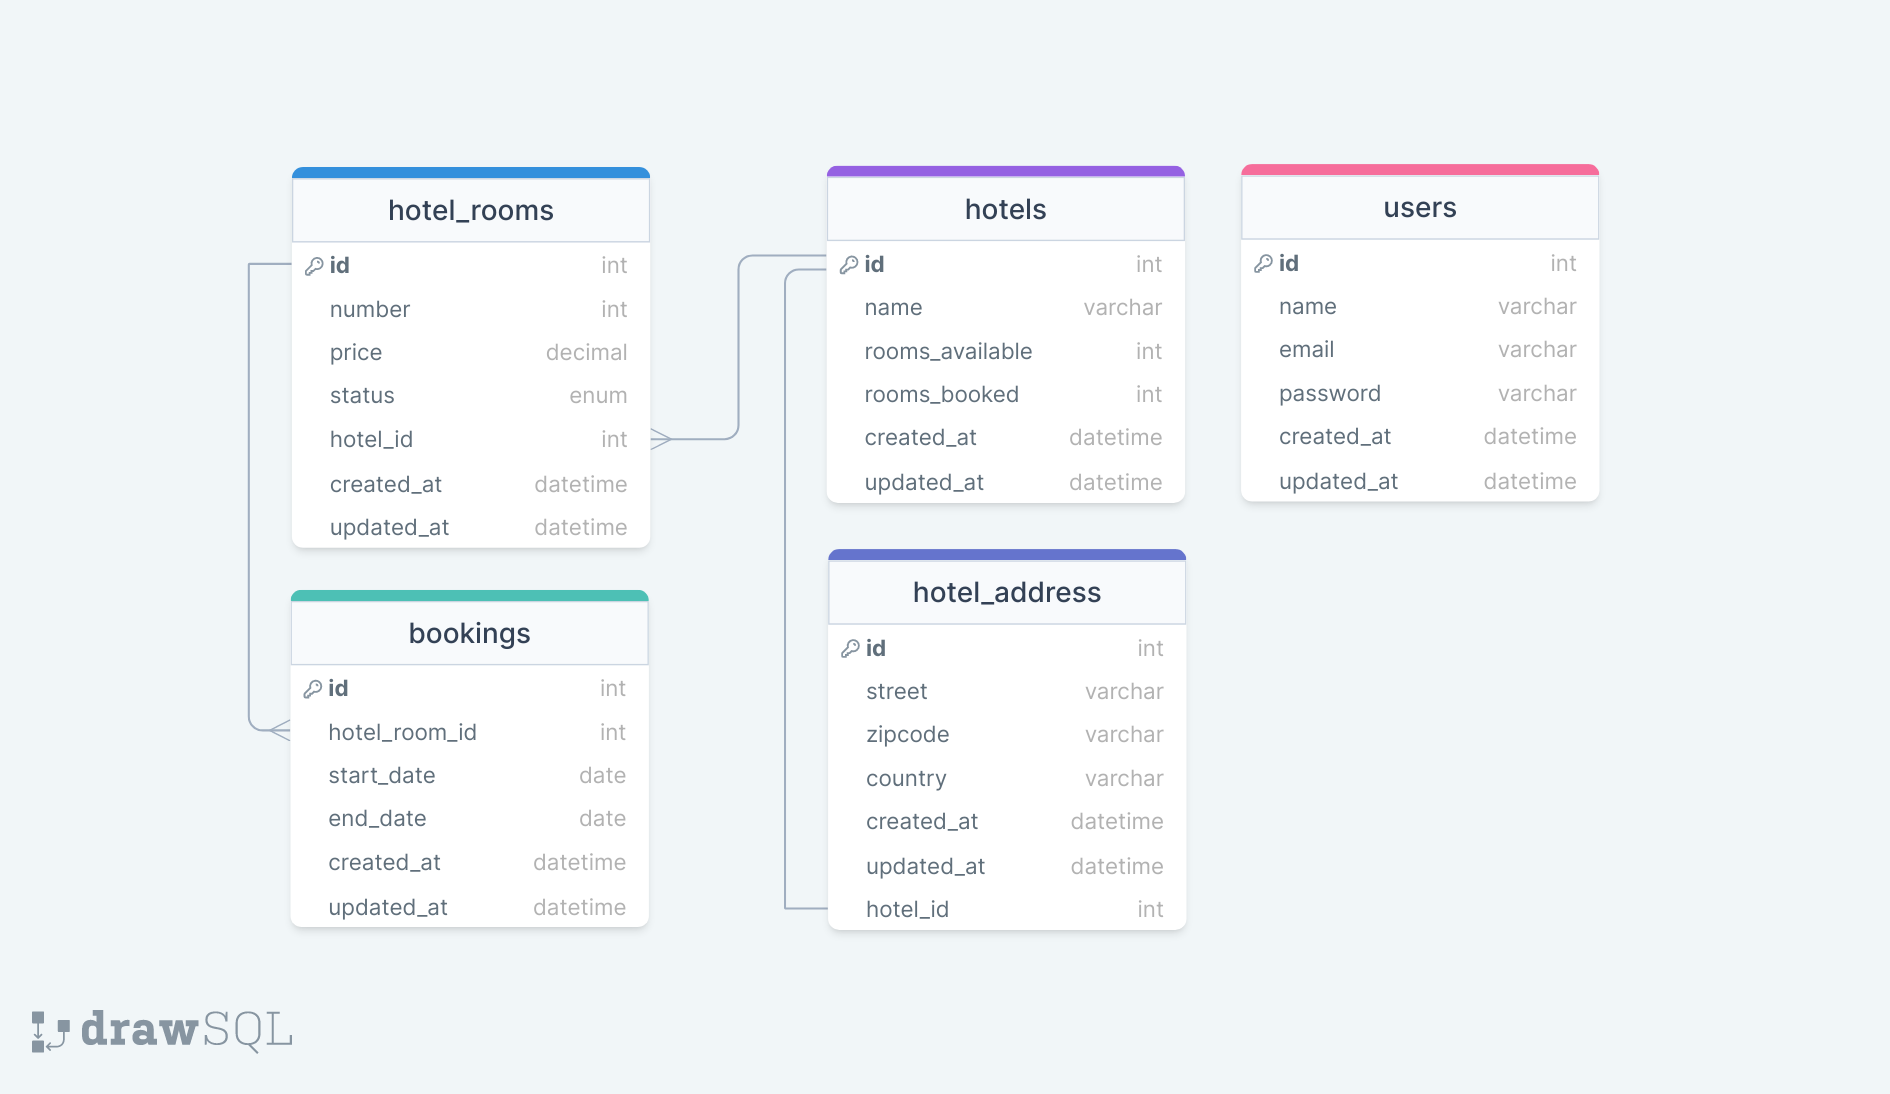 hotel_rooms
id int
number int
price decimal
status enum
hotel_id int
created_at datetime
updated_at datetime
bookings
id int
hotel_room_id int
start_date date
end_date date
created_at datetime
updated_at datetime
hotels
id int
name varchar
rooms_available int
rooms_booked int
created_at datetime
updated_at datetime
hotel_address
id int
street varchar
zipcode varchar
country varchar
created_at datetime
updated_at datetime
hotel_id int
users
id int
name varchar
email varchar
password varchar
created_at datetime
updated_at datetime
drawSQL